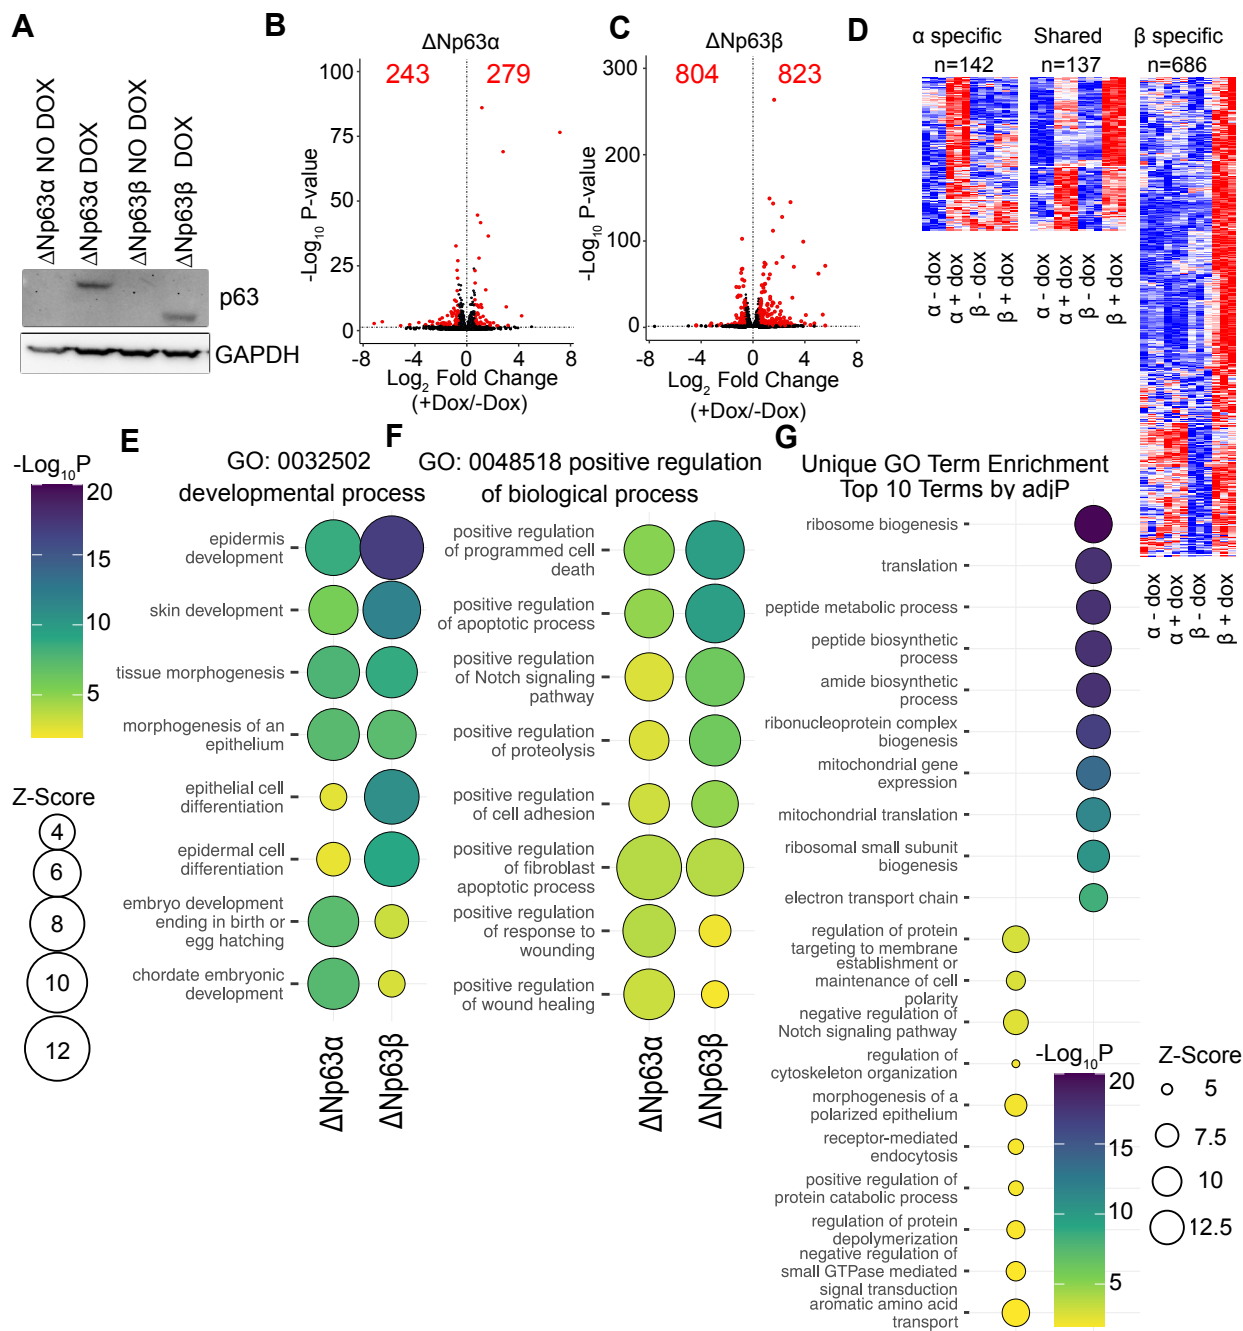 A
ΔNp63α NO DOX
ΔNp63α DOX
ΔNp63β NO DOX
ΔNp63β DOX
p63
GAPDH
B
ΔNp63α
243
279
100
75
50
25
0
-Log10 P-value
-8
-4
0
4
8
Log2 Fold Change
(+Dox/-Dox)
C
ΔNp63β
804
823
300
200
100
0
-Log10 P-value
-8
-4
0
4
8
Log2 Fold Change
(+Dox/-Dox)
D
α specific
n=142
Shared
n=137
β specific
n=686
α - dox
α + dox
β - dox
β + dox
α - dox
α + dox
β - dox
β + dox
α - dox
α + dox
β - dox
β + dox
-Log10P
20
15
10
5
Z-Score
4
6
8
10
12
E
GO: 0032502
developmental process
epidermis
development
skin development
tissue morphogenesis
morphogenesis of an
epithelium
epithelial cell
differentiation
epidermal cell
differentiation
embryo development
ending in birth or
egg hatching
chordate embryonic
development
ΔNp63α
ΔNp63β
F
GO: 0048518 positive regulation
of biological process
positive regulation
of programmed cell
death
positive regulation
of apoptotic process
positive regulation
of Notch signaling
pathway
positive regulation
of proteolysis
positive regulation
of cell adhesion
positive regulation
of fibroblast
apoptotic process
positive regulation
of response to
wounding
positive regulation
of wound healing
ΔNp63α
ΔNp63β
G
Unique GO Term Enrichment
Top 10 Terms by adjP
ribosome biogenesis
translation
peptide metabolic process
peptide biosynthetic
process
amide biosynthetic
process
ribonucleoprotein complex
biogenesis
mitochondrial gene
expression
mitochondrial translation
ribosomal small subunit
biogenesis
electron transport chain
regulation of protein
targeting to membrane
establishment or
maintenance of cell
polarity
negative regulation of
Notch signaling pathway
regulation of
cytoskeleton organization
morphogenesis of a
polarized epithelium
receptor-mediated
endocytosis
positive regulation of
protein catabolic process
regulation of protein
depolymerization
negative regulation of
small GTPase mediated
signal transduction
aromatic amino acid
transport
-Log10P
20
15
10
5
Z-Score
5
7.5
10
12.5